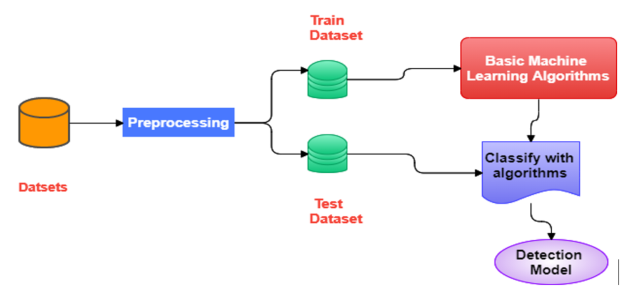 Train
Dataset
Basic Machine
Learning Algorithms
Preprocessing
Datsets
Classify with
algorithms
Test
Dataset
Detection
Model